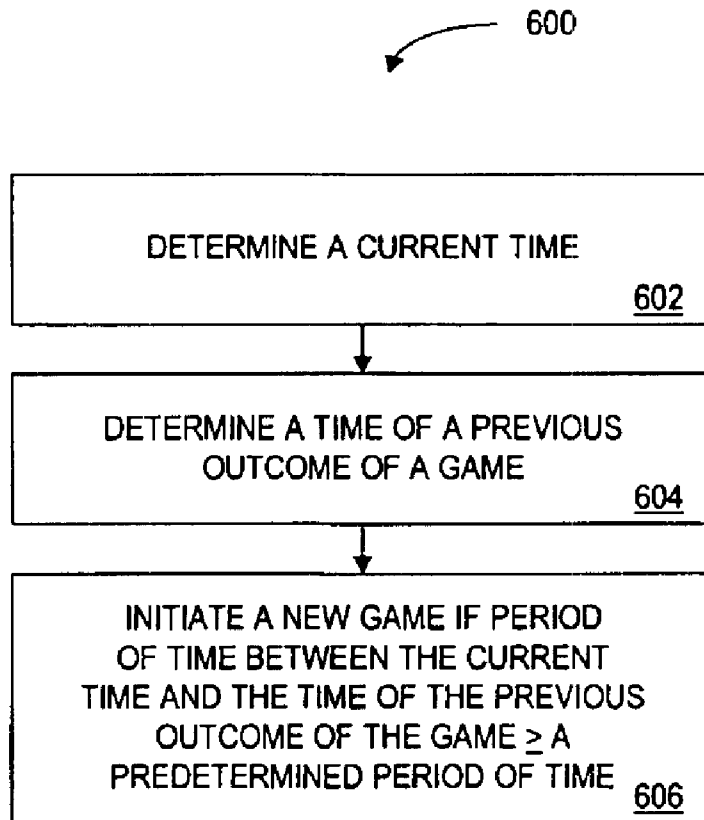 600
DETERMINE A CURRENT TIME
602
DETERMINE A TIME OF A PREVIOUS
OUTCOME OF A GAME
604
INITIATE A NEW GAME IF PERIOD
OF TIME BETWEEN THE CURRENT
TIME AND THE TIME OF THE PREVIOUS
OUTCOME OF THE GAME ≥ A
PREDETERMINED PERIOD OF TIME
606